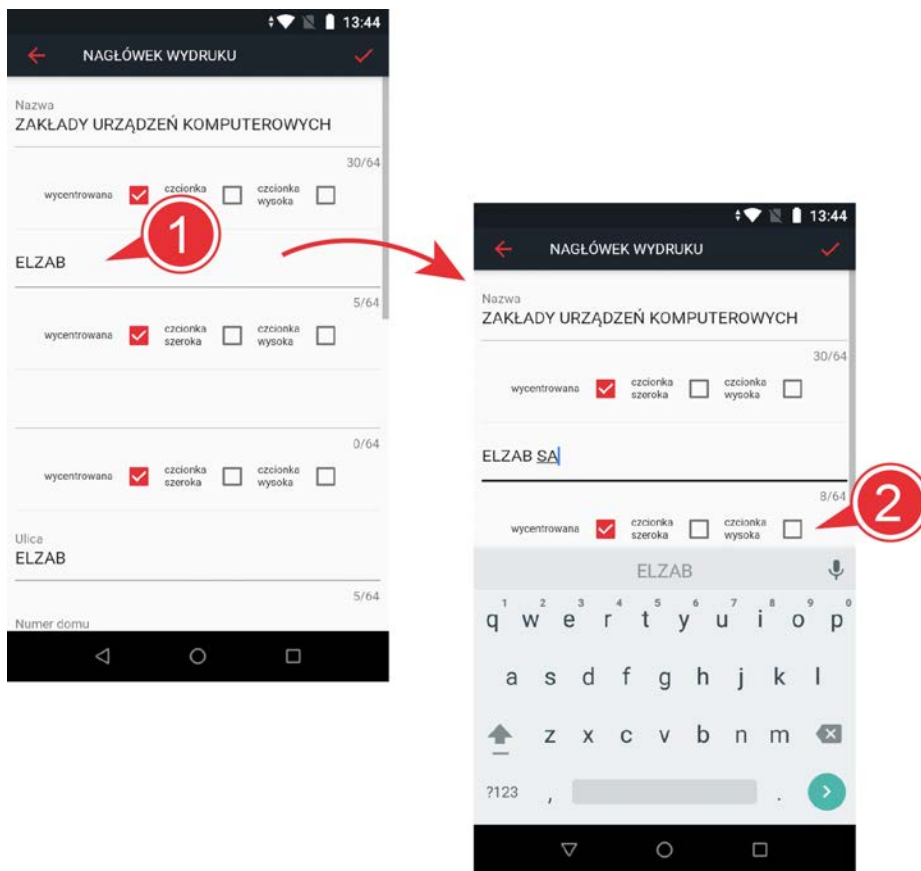 13:44
NAGŁÓWEK WYDRUKU
Nazwa
ZAKŁADY URZĄDZEŃ KOMPUTEROWYCH
30/64
wycentrowana czcionka czcionka wysoka
1
ELZAB
5/64
wycentrowana czcionka szeroka czcionka wysoka
0/64
wycentrowana czcionka szeroka czcionka wysoka
Ulica
ELZAB
5/64
Numer domu
13:44
NAGŁÓWEK WYDRUKU
Nazwa
ZAKŁADY URZĄDZEŃ KOMPUTEROWYCH
30/64
wycentrowana czcionka szeroka czcionka wysoka
ELZAB SA
8/64
2
wycentrowana czcionka szeroka czcionka wysoka
ELZAB
1 2 3 4 5 6 7 8 9 0
q w e r t y u i o p
a s d f g h j k l
z x c v b n m
?123 , .